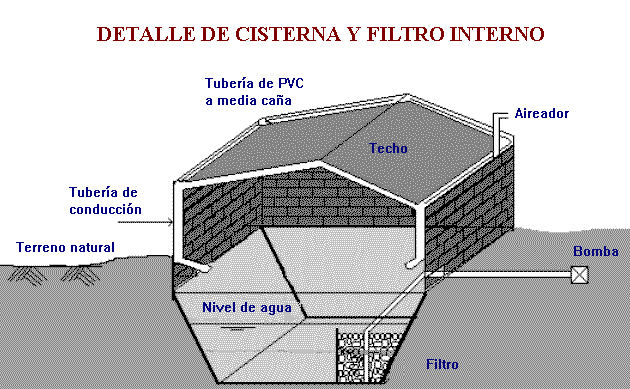 DETALLE DE CISTERNA Y FILTRO INTERNO
Tubería de PVC
a media caña
Aireador
Techo
Tubería de
conducción
Terreno natural
Bomba
Nivel de agua
Filtro